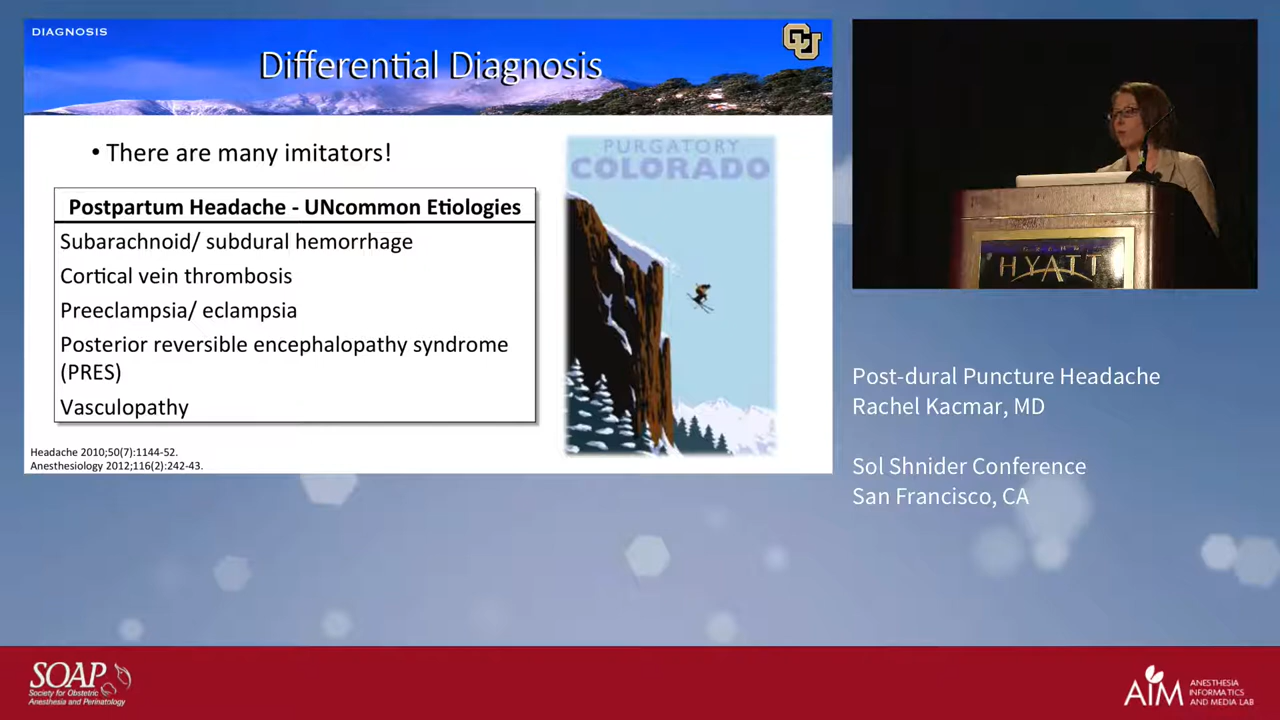 DIAGNOSIS
Differential Diagnosis
CU
• There are many imitators!
Postpartum Headache - UNcommon Etiologies
Subarachnoid/ subdural hemorrhage
Cortical vein thrombosis
Preeclampsia/ eclampsia
Posterior reversible encephalopathy syndrome
(PRES)
Vasculopathy
Headache 2010;50(7):1144-52.
Anesthesiology 2012;116(2):242-43.
PURGATORY
COLORADO
GRAND
HYATT
Post-dural Puncture Headache
Rachel Kacmar, MD
Sol Shnider Conference
San Francisco, CA
SOAP
Society for Obstetric
Anesthesia and Perinatology
AIM
ANESTHESIA
INFORMATICS
AND MEDIA LAB